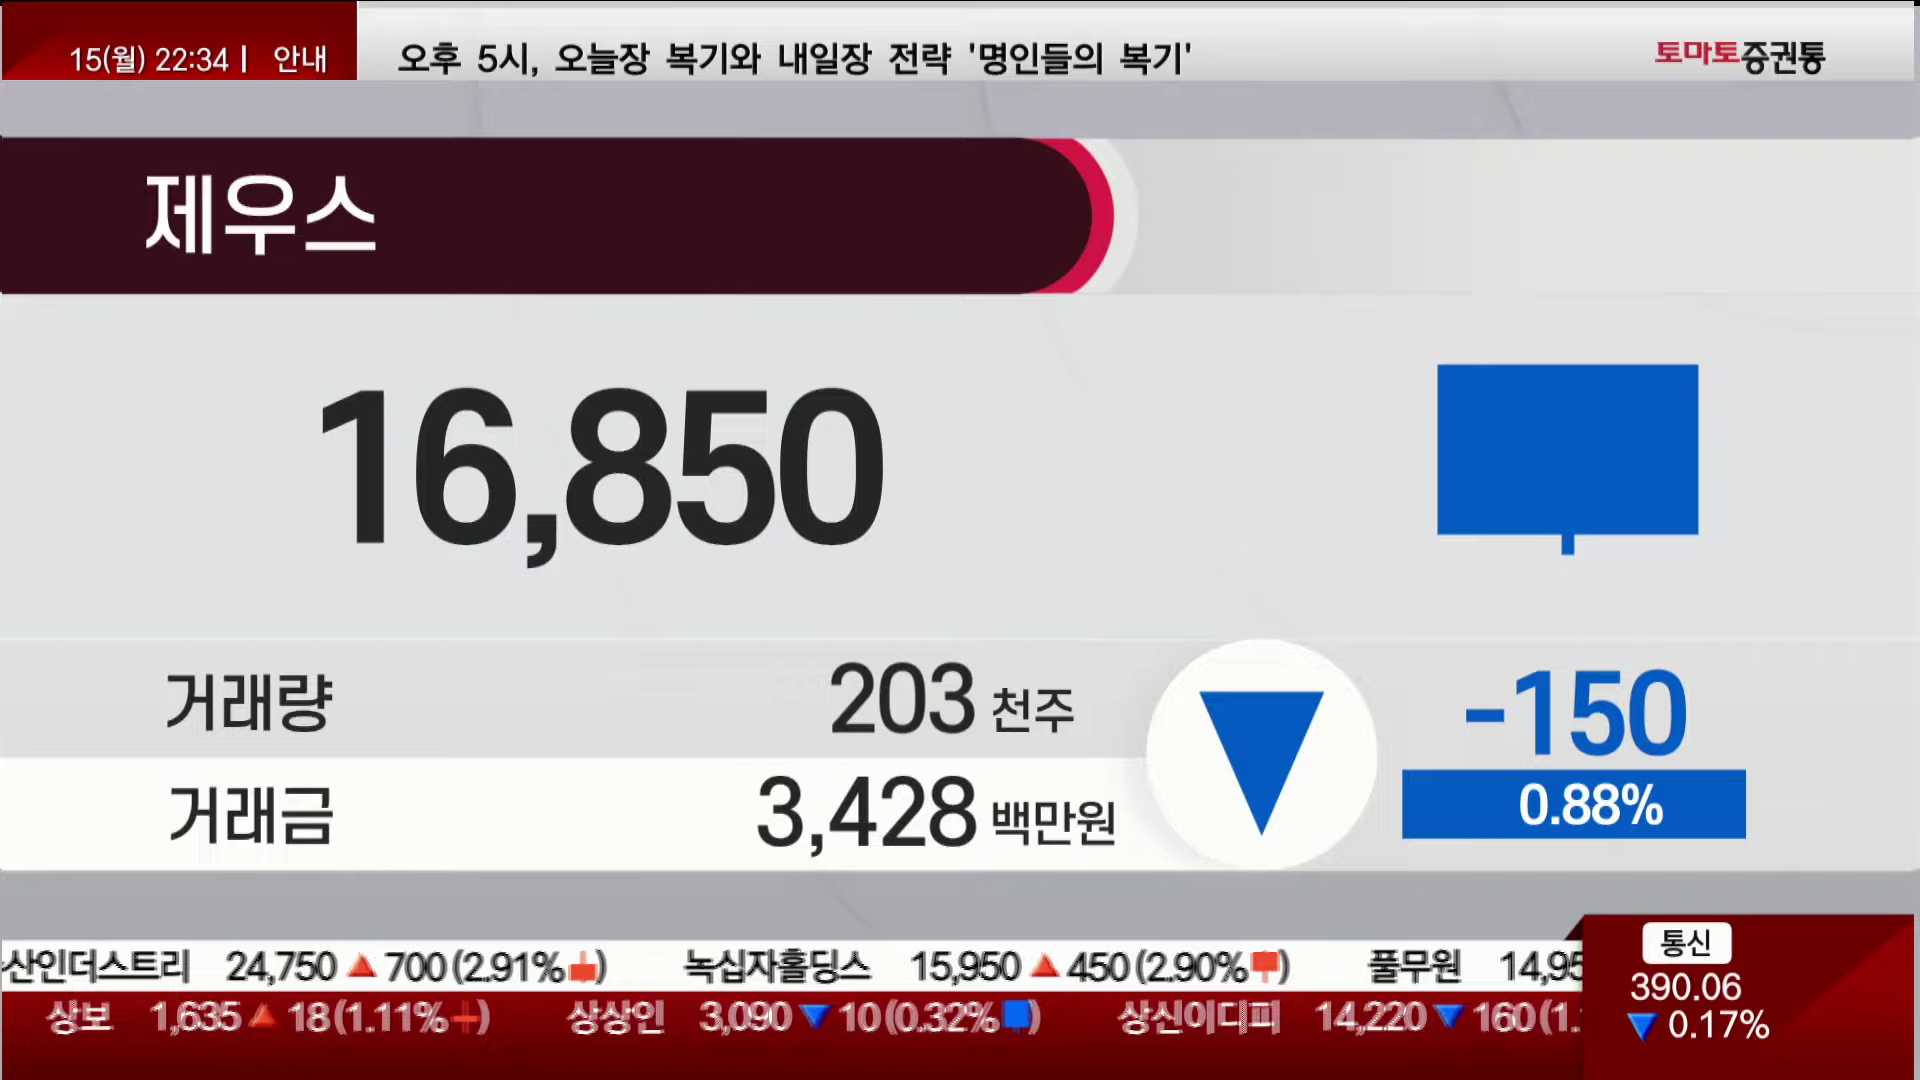 15(월) 22:34 | 안내
오후 5시, 오늘장 복기와 내일장 전략 '명인들의 복기'
토마토증권통
제우스
16,850
거래량 203 천주
-150
거래금 3,428 백만원
0.88%
산인더스트리 24,750 ▲ 700 (2.91% ) 녹십자홀딩스 15,950 ▲ 450 (2.90% ) 풀무원 14,95
상보 1,635 ▲ 18 (1.11% ) 상상인 3,090 ▼ 10 (0.32% ) 상신이디피 14,220 ▼ 160 (1.
통신
390.06
▼ 0.17%